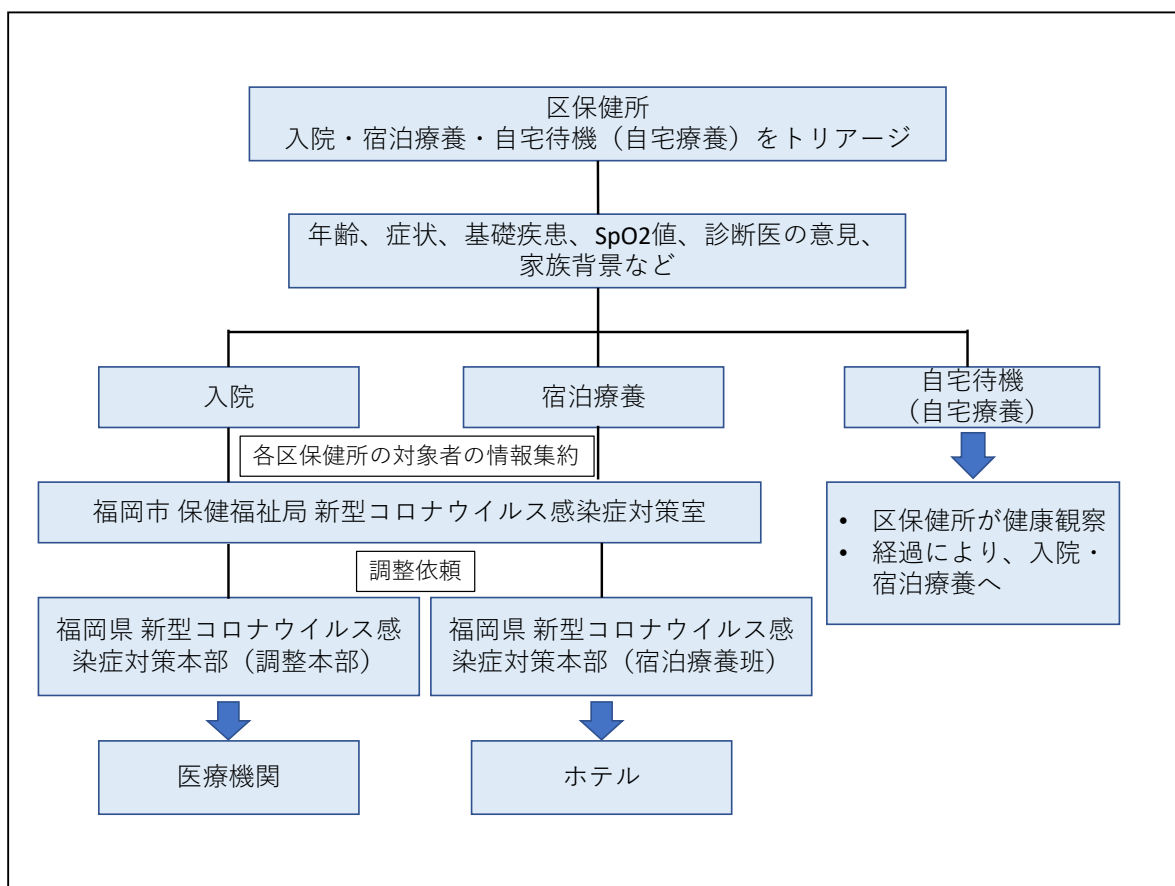 区保健所
入院・宿泊療養・自宅待機（自宅療養）をトリアージ
年齢、症状、基礎疾患、SpO2値、診断医の意見、
家族背景など
入院
宿泊療養
自宅待機
（自宅療養）
各区保健所の対象者の情報集約
福岡市 保健福祉局 新型コロナウイルス感染症対策室
• 区保健所が健康観察
• 経過により、入院・
宿泊療養へ
調整依頼
福岡県 新型コロナウイルス感
染症対策本部（調整本部）
福岡県 新型コロナウイルス感
染症対策本部（宿泊療養班）
医療機関
ホテル